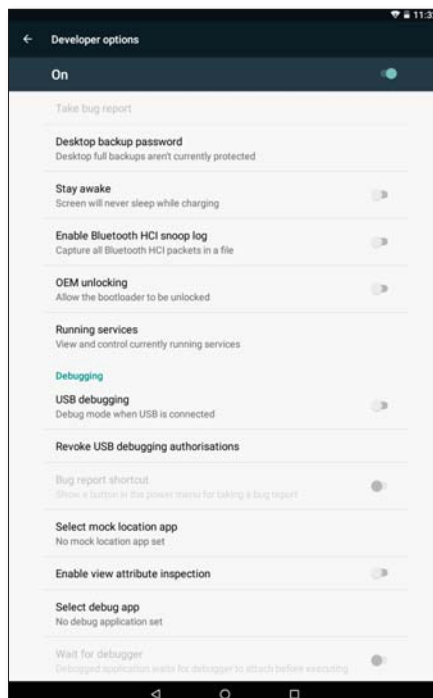 11:3
Developer options
On
Take bug report
Desktop backup password
Desktop full backups aren't currently protected
Stay awake
Screen will never sleep while charging
Enable Bluetooth HCI snoop log
Capture all Bluetooth HCI packets in a file
OEM unlocking
Allow the bootloader to be unlocked
Running services
View and control currently running services
Debugging
USB debugging
Debug mode when USB is connected
Revoke USB debugging authorisations
Bug report shortcut
Show a button in the power menu for taking a bug report
Select mock location app
No mock location app set
Enable view attribute inspection
Select debug app
No debug application set
Wait for debugger
Debugged application waits for debugger to attach before executing